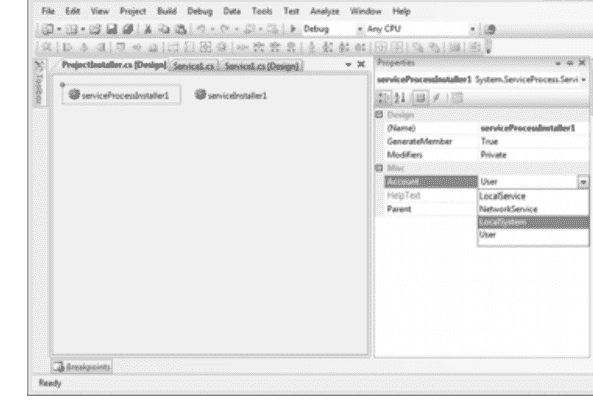 File Edit View Project Build Debug Data Tools Test Analyze Window Help
Debug Any CPU
Toolbox
ProjectInstaller.cs [Design] Service1.cs Service1.cs [Design]
serviceProcessInstaller1 serviceInstaller1
Properties
serviceProcessInstaller1 System.ServiceProcess.Servi
Design
(Name) serviceProcessInstaller1
GenerateMember True
Modifiers Private
Misc
Account User
HelpText LocalService
Parent NetworkService
LocalSystem
User
Breakpoints
Ready